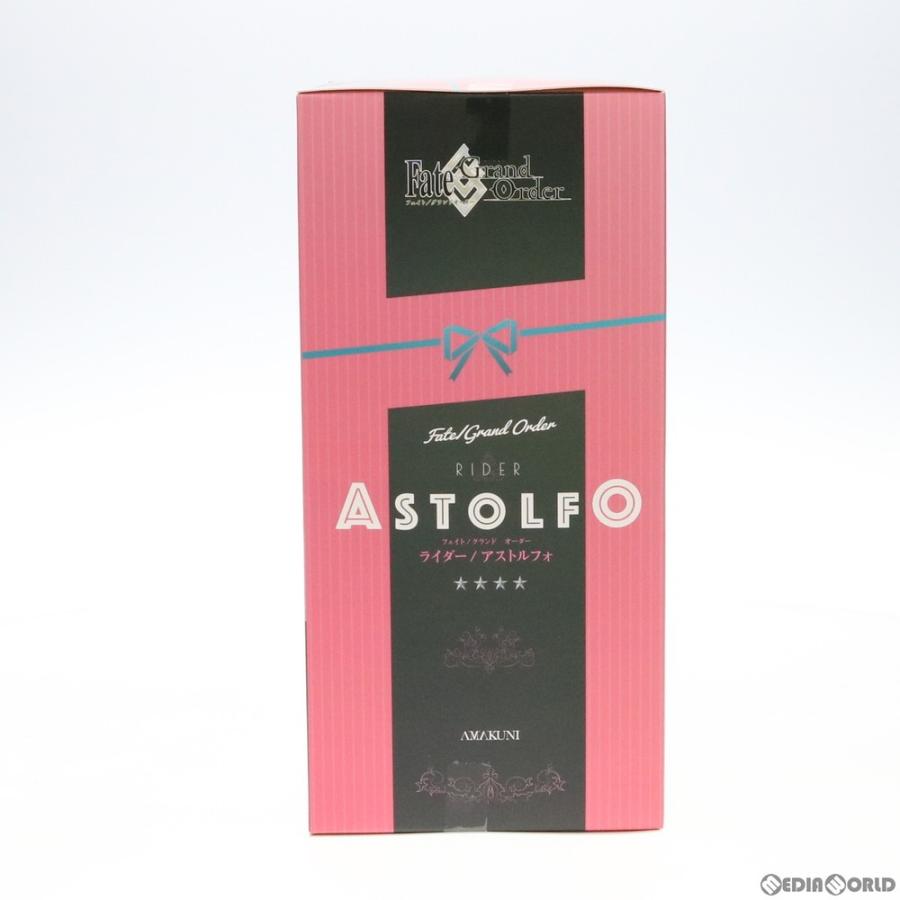 Fate/Grand Order
フェイト/グランドオーダー
Fate/Grand Order
RIDER
ASTOLFO
フェイト/グランド オーダー
ライダー/アストルフォ
★★★★
AMAKUNI
MEDIAWORLD